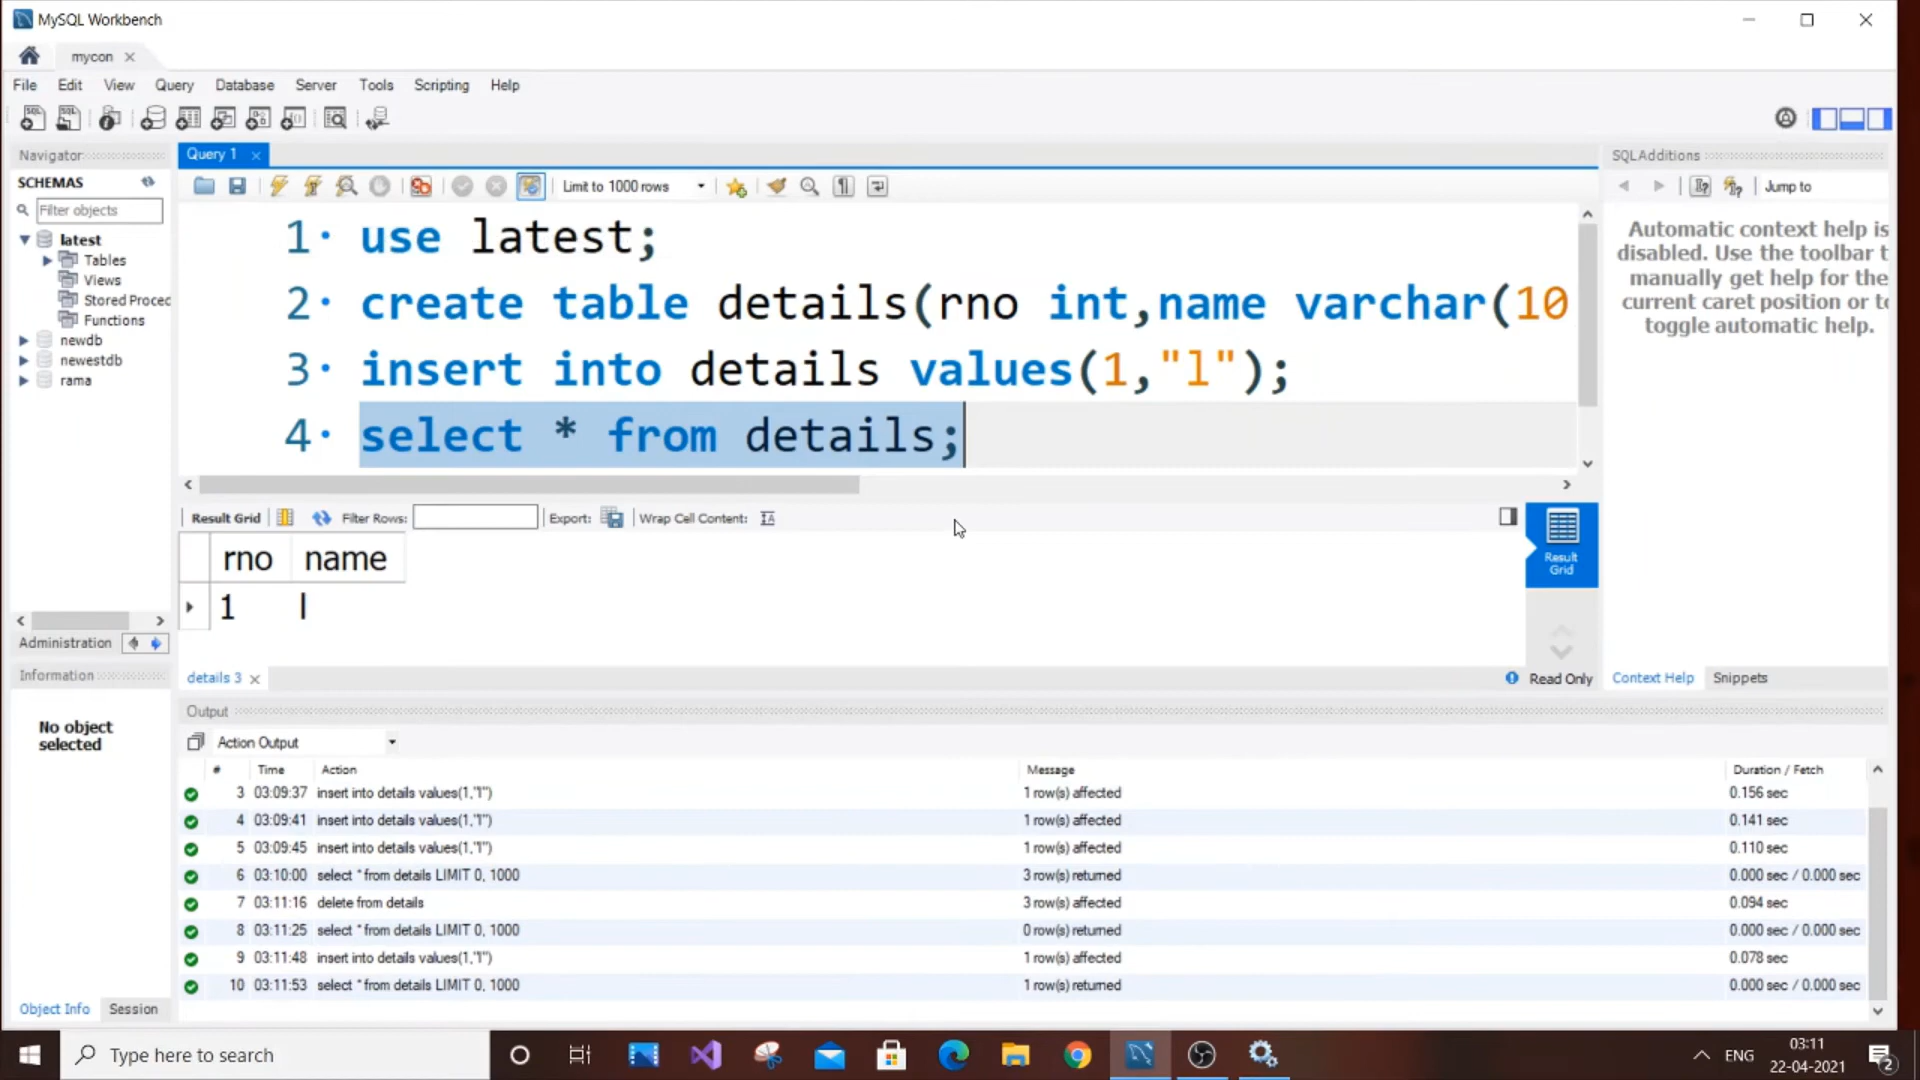 MySQL Workbench
mycon
File Edit View Query Database Server Tools Scripting Help
Navigator
SCHEMAS
Filter objects
latest
Tables
Views
Stored Proced
Functions
newdb
newestdb
rama
Administration
Information
No object
selected
Object Info Session
Query 1
Limit to 1000 rows
1 use latest;
2 create table details(rno int,name varchar(10
3 insert into details values(1,"l");
4 select * from details;
Result Grid Filter Rows: Export: Wrap Cell Content:
rno name
1 l
Result
Grid
details 3
Read Only
SQLAdditions
Jump to
Automatic context help is
disabled. Use the toolbar t
manually get help for the
current caret position or to
toggle automatic help.
Context Help Snippets
Output
Action Output
# Time Action Message Duration / Fetch
3 03:09:37 insert into details values(1,"l") 1 row(s) affected 0.156 sec
4 03:09:41 insert into details values(1,"l") 1 row(s) affected 0.141 sec
5 03:09:45 insert into details values(1,"l") 1 row(s) affected 0.110 sec
6 03:10:00 select * from details LIMIT 0, 1000 3 row(s) returned 0.000 sec / 0.000 sec
7 03:11:16 delete from details 3 row(s) affected 0.094 sec
8 03:11:25 select * from details LIMIT 0, 1000 0 row(s) returned 0.000 sec / 0.000 sec
9 03:11:48 insert into details values(1,"l") 1 row(s) affected 0.078 sec
10 03:11:53 select * from details LIMIT 0, 1000 1 row(s) returned 0.000 sec / 0.000 sec
Type here to search
ENG
03:11
22-04-2021
2